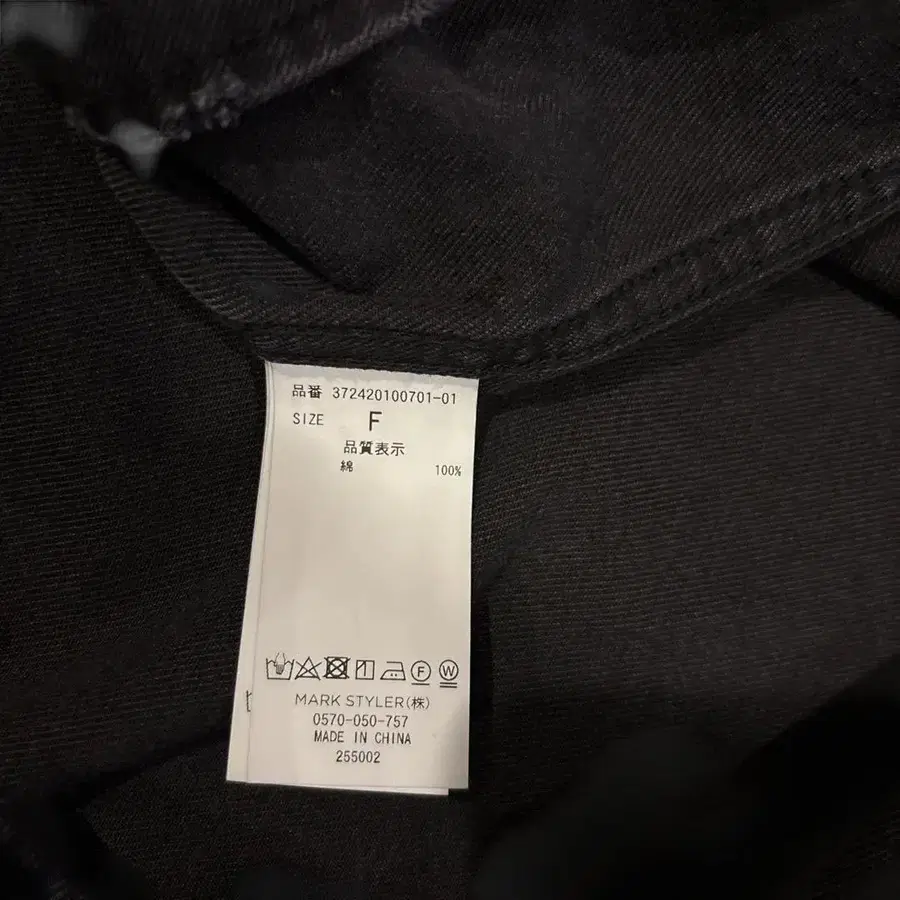 品番 372420100701-01
SIZE F
品質表示
綿 100%
F W
MARK STYLER(株)
0570-050-757
MADE IN CHINA
255002